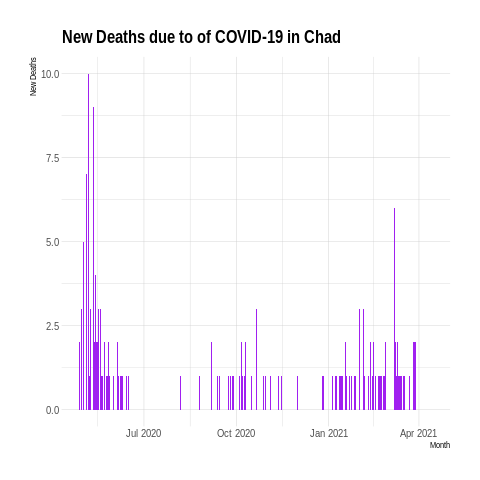 New Deaths due to of COVID-19 in Chad
New Deaths
10.0
7.5
5.0
2.5
0.0
Jul 2020 Oct 2020 Jan 2021 Apr 2021
Month